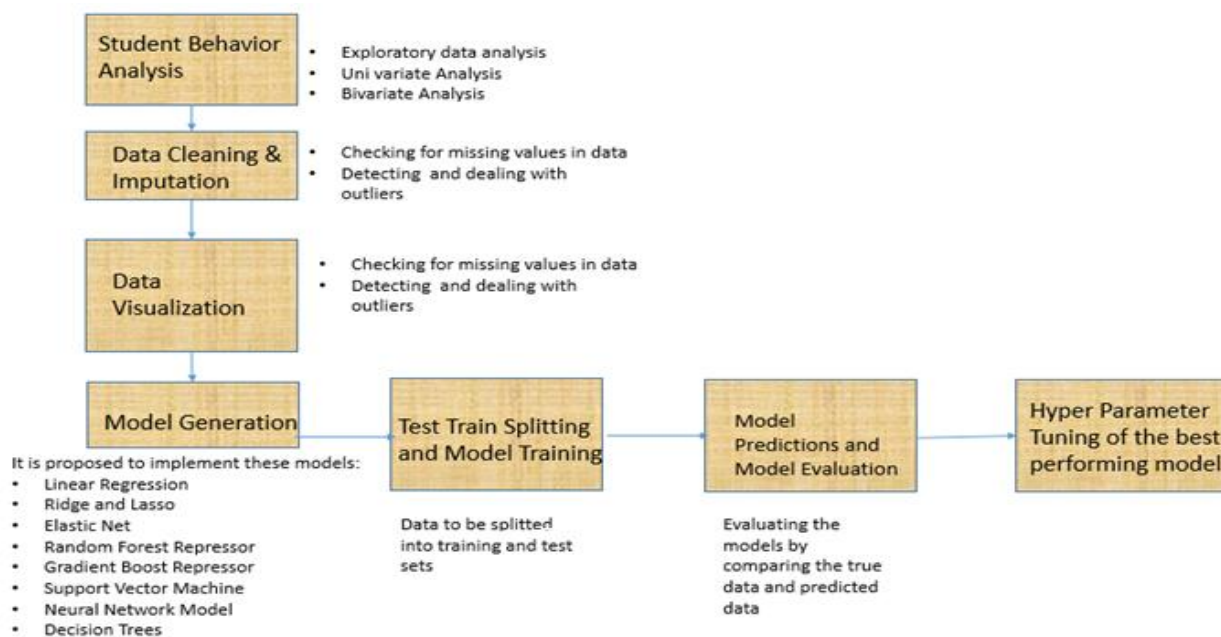 Student Behavior
Analysis
• Exploratory data analysis
• Uni variate Analysis
• Bivariate Analysis
Data Cleaning &
Imputation
• Checking for missing values in data
• Detecting and dealing with
outliers
Data
Visualization
• Checking for missing values in data
• Detecting and dealing with
outliers
Model Generation
It is proposed to implement these models:
• Linear Regression
• Ridge and Lasso
• Elastic Net
• Random Forest Repressor
• Gradient Boost Repressor
• Support Vector Machine
• Neural Network Model
• Decision Trees
Test Train Splitting
and Model Training
Data to be splitted
into training and test
sets
Model
Predictions and
Model Evaluation
Evaluating the
models by
comparing the true
data and predicted
data
Hyper Parameter
Tuning of the best
performing model